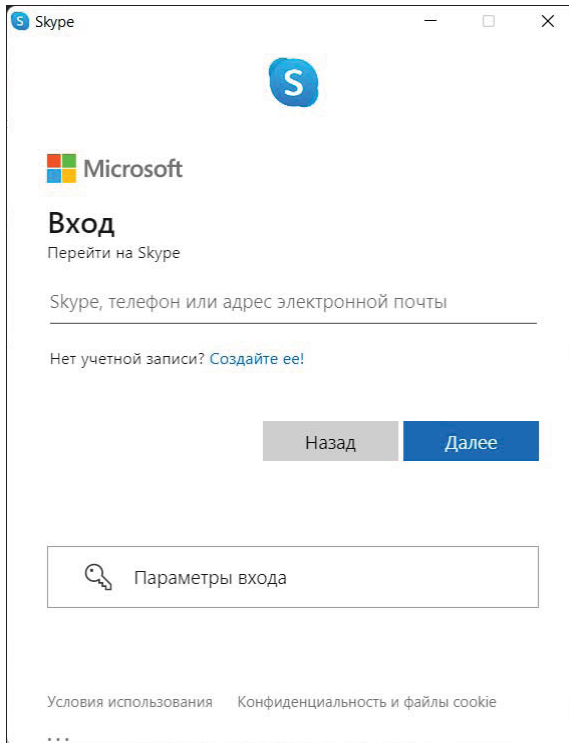 Skype
Microsoft
Вход
Перейти на Skype
Skype, телефон или адрес электронной почты
Нет учетной записи? Создайте ее!
Назад Далее
Параметры входа
Условия использования Конфиденциальность и файлы cookie
...